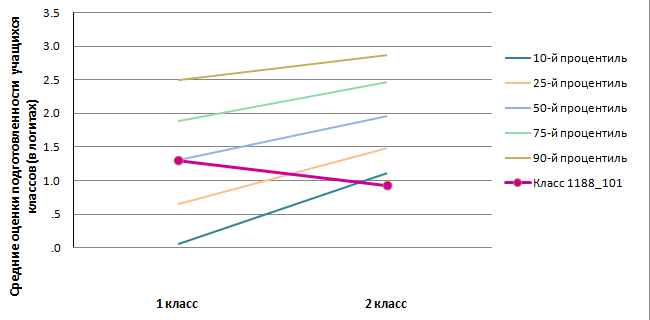 Средние оценки подготовленности учащихся
классов (в логитах)
3.5
3.0
2.5
2.0
1.5
1.0
.5
.0
1 класс
2 класс
10-й процентиль
25-й процентиль
50-й процентиль
75-й процентиль
90-й процентиль
Класс 1188_101